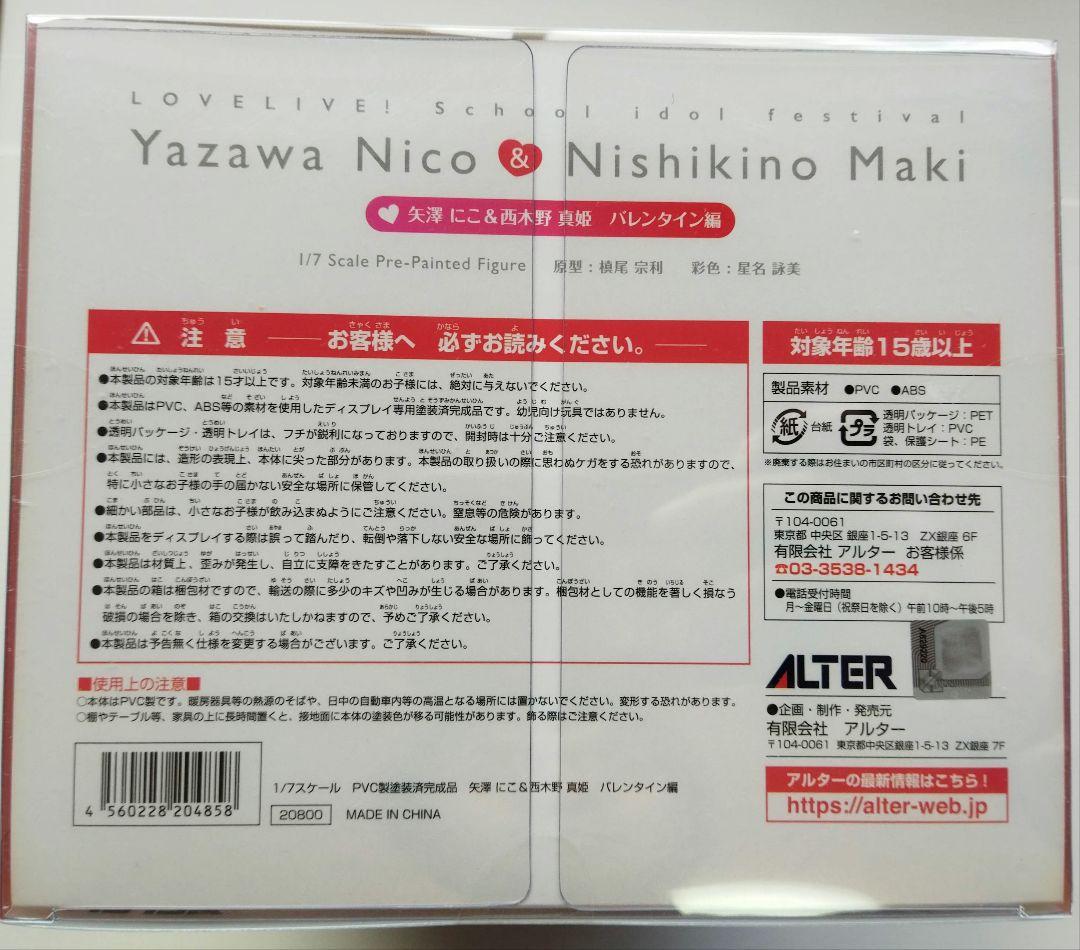 LOVELIVE! School idol festival
Yazawa Nico & Nishikino Maki
矢澤 にこ&西木野 真姫 バレンタイン編
1/7 Scale Pre-Painted Figure 原型:槙尾 宗利 彩色:星名 詠美
注意 お客様へ 必ずお読みください。
●本製品の対象年齢は15才以上です。対象年齢未満のお子様には、絶対に与えないでください。
●本製品はPVC、ABS等の素材を使用したディスプレイ専用塗装済完成品です。幼児向け玩具ではありません。
●透明パッケージ・透明トレイは、フチが鋭利になっておりますので、開封時は十分ご注意ください。
●本製品には、造形の表現上、本体に尖った部分があります。本製品の取り扱いの際に思わぬケガをする恐れがありますので、
特に小さなお子様の手の届かない安全な場所に保管してください。
●細かい部品は、小さなお子様が飲み込まぬようにご注意ください。窒息等の危険があります。
●本製品をディスプレイする際は誤って踏んだり、転倒や落下しない安全な場所に飾ってください。
●本製品は材質上、歪みが発生し、自立に支障をきたすことがあります。ご了承ください。
●本製品の箱は梱包材ですので、輸送の際に多少のキズや凹みが生じる場合があります。梱包材としての機能を著しく損なう
破損の場合を除き、箱の交換はいたしかねますので、予めご了承ください。
●本製品は予告無く仕様を変更する場合がございます。ご了承ください。
■使用上の注意■
○本体はPVC製です。暖房器具等の熱源のそばや、日中の自動車内等の高温となる場所には置かないでください。変形する恐れがあります。
○棚やテーブル等、家具の上に長時間置くと、接地面に本体の塗装色が移る可能性があります。飾る際はご注意ください。
4 560228 204858
1/7スケール PVC製塗装済完成品 矢澤 にこ&西木野 真姫 バレンタイン編
20800 MADE IN CHINA
対象年齢15歳以上
製品素材 ●PVC ●ABS
紙 台紙 プラ 透明パッケージ:PET
透明トレイ:PVC
袋、保護シート:PE
※廃棄する際はお住まいの市区町村の区分に従ってください。
この商品に関するお問い合わせ先
〒104-0061
東京都 中央区 銀座1-5-13 ZX銀座 6F
有限会社 アルター お客様係
☎03-3538-1434
●電話受付時間
月~金曜日(祝祭日を除く)午前10時~午後5時
ALTER
●企画・制作・発売元
有限会社 アルター
〒104-0061 東京都中央区銀座1-5-13 ZX銀座 7F
アルターの最新情報はこちら!
https://alter-web.jp